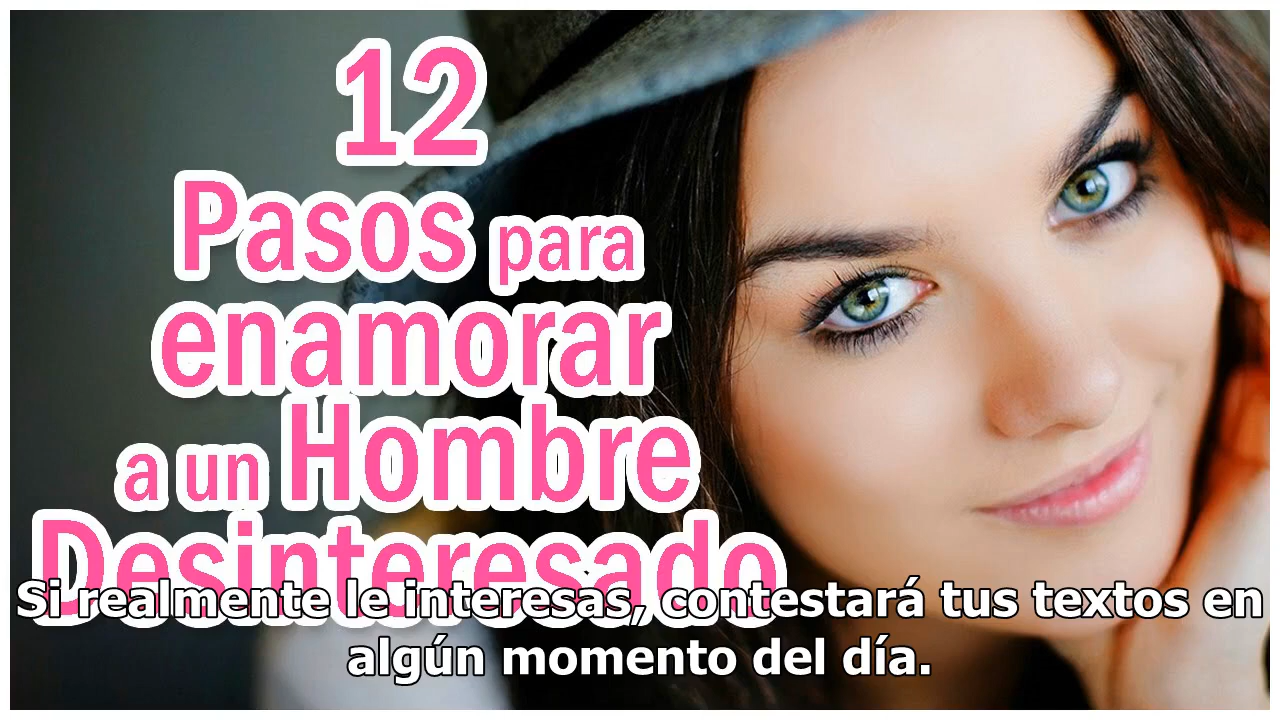 12
Pasos para
enamorar
a un Hombre
Desinteresado
Si realmente le interesas, contestará tus textos en
algún momento del día.